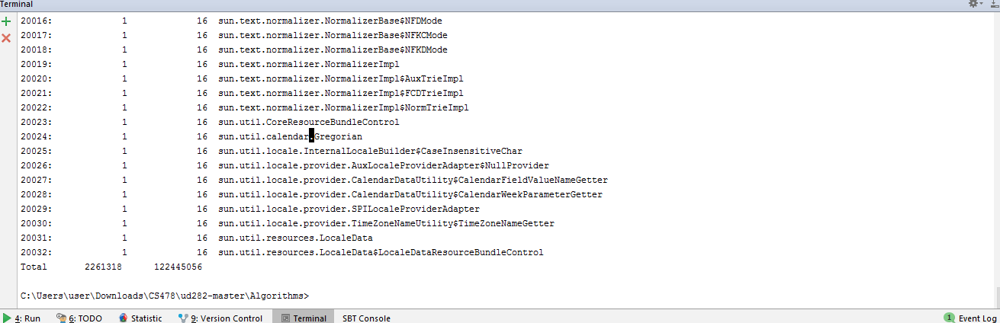 Terminal
20016: 1 16 sun.text.normalizer.NormalizerBase$NFDMode
20017: 1 16 sun.text.normalizer.NormalizerBase$NFKCMode
20018: 1 16 sun.text.normalizer.NormalizerBase$NFKDMode
20019: 1 16 sun.text.normalizer.NormalizerImpl
20020: 1 16 sun.text.normalizer.NormalizerImpl$AuxTrieImpl
20021: 1 16 sun.text.normalizer.NormalizerImpl$FCDTrieImpl
20022: 1 16 sun.text.normalizer.NormalizerImpl$NormTrieImpl
20023: 1 16 sun.util.CoreResourceBundleControl
20024: 1 16 sun.util.calendar.Gregorian
20025: 1 16 sun.util.locale.InternalLocaleBuilder$CaseInsensitiveChar
20026: 1 16 sun.util.locale.provider.AuxLocaleProviderAdapter$NullProvider
20027: 1 16 sun.util.locale.provider.CalendarDataUtility$CalendarFieldValueNameGetter
20028: 1 16 sun.util.locale.provider.CalendarDataUtility$CalendarWeekParameterGetter
20029: 1 16 sun.util.locale.provider.SPILocaleProviderAdapter
20030: 1 16 sun.util.locale.provider.TimeZoneNameUtility$TimeZoneNameGetter
20031: 1 16 sun.util.resources.LocaleData
20032: 1 16 sun.util.resources.LocaleData$LocaleDataResourceBundleControl
Total 2261318 122445056
C:\Users\user\Downloads\CS478\ud282-master\Algorithms>
4: Run 6: TODO Statistic 9: Version Control Terminal SBT Console 1 Event Log